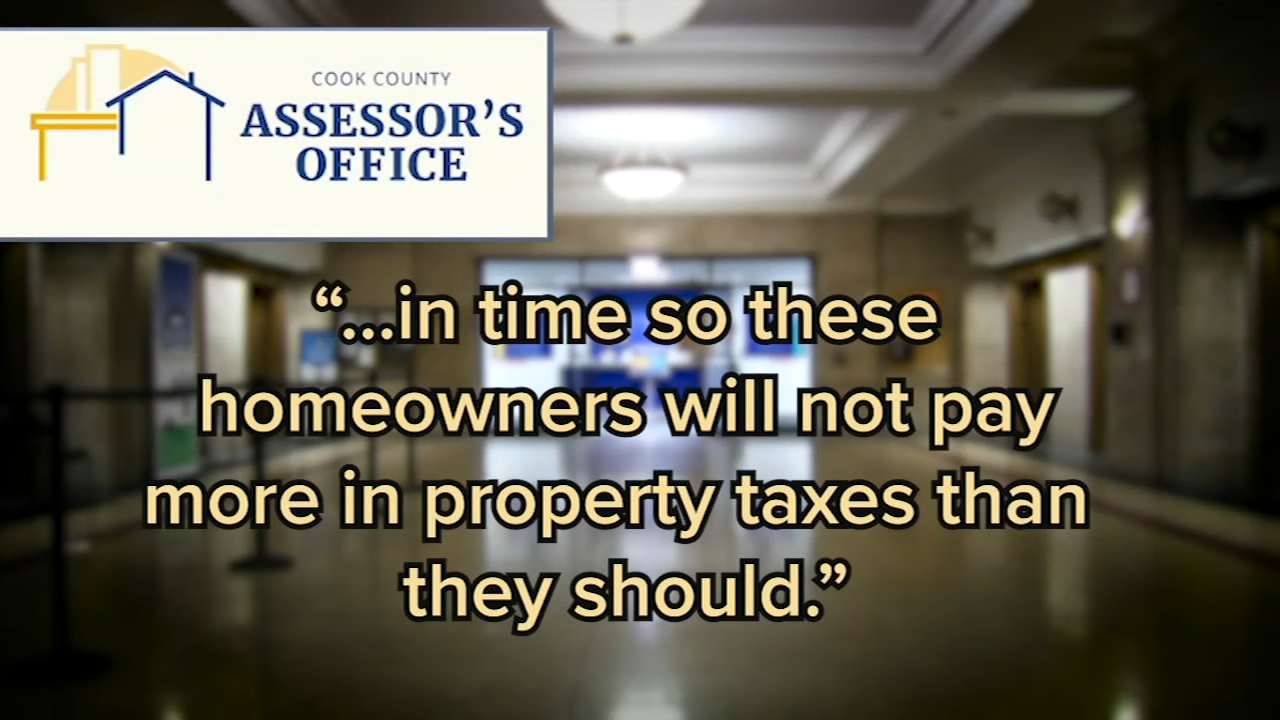 COOK COUNTY
ASSESSOR’S
OFFICE
“...in time so these
homeowners will not pay
more in property taxes than
they should.”